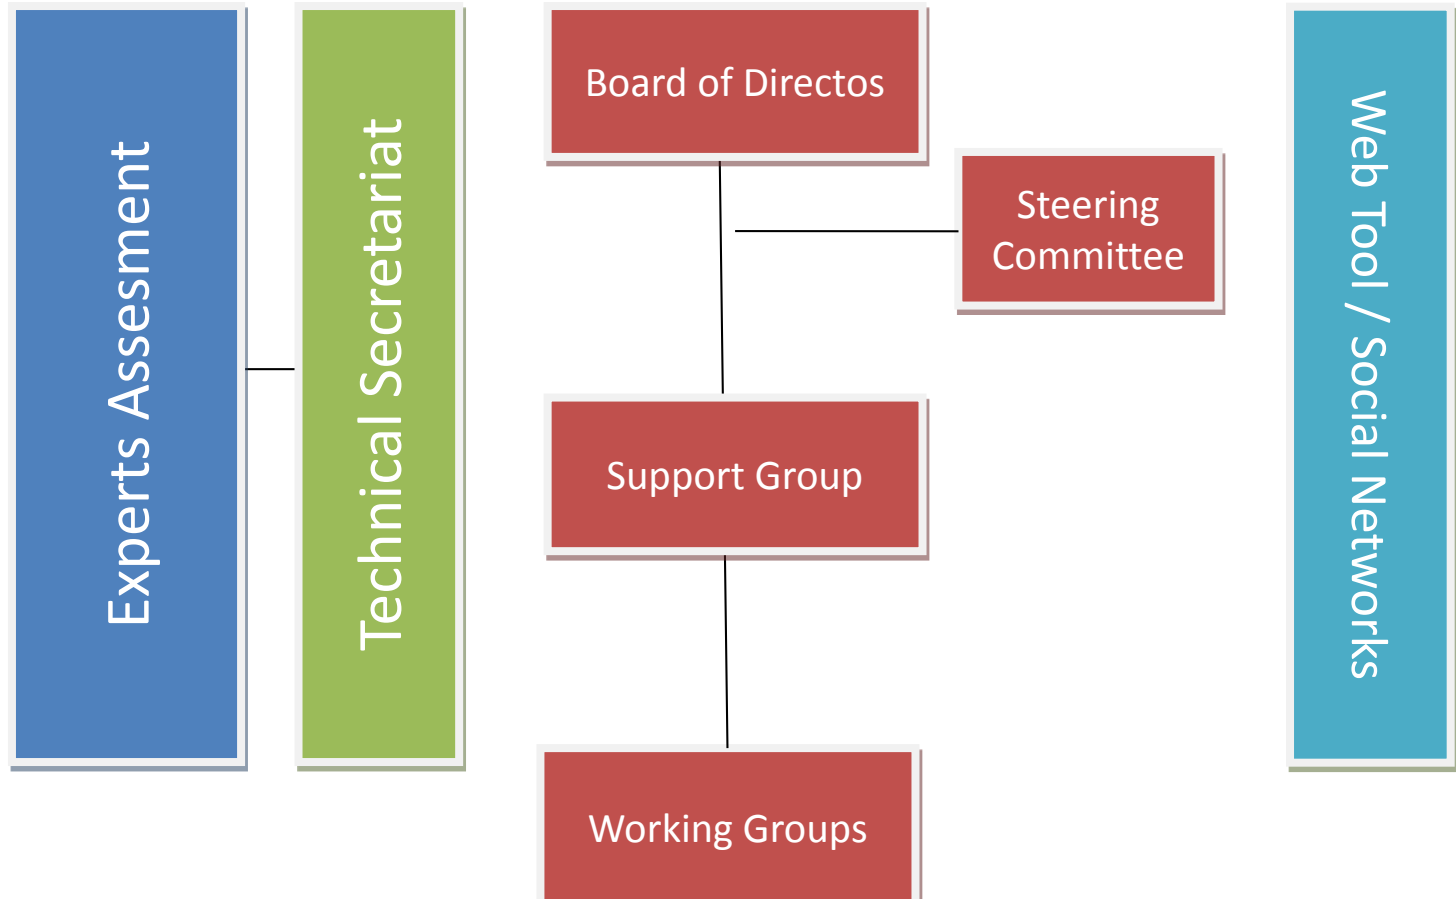 Experts Assesment
Technical Secretariat
Board of Directos
Steering
Committee
Support Group
Working Groups
Web Tool / Social Networks